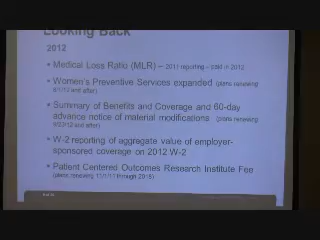 Looking Back
2012
• Medical Loss Ratio (MLR) – 2011 reporting – paid in 2012
• Women's Preventive Services expanded (plans renewing
8/1/12 and after)
• Summary of Benefits and Coverage and 60-day
advance notice of material modifications (plans renewing
9/23/12 and after)
• W-2 reporting of aggregate value of employer-
sponsored coverage on 2012 W-2
• Patient Centered Outcomes Research Institute Fee
(plans renewing 11/1/11 through 2018)